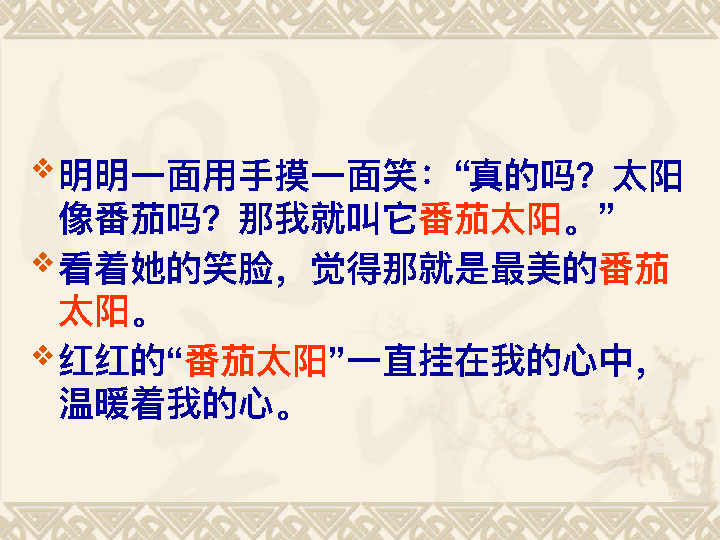 明明一面用手摸一面笑：“真的吗？太阳
像番茄吗？那我就叫它番茄太阳。”
看着她的笑脸，觉得那就是最美的番茄
太阳。
红红的“番茄太阳”一直挂在我的心中，
温暖着我的心。